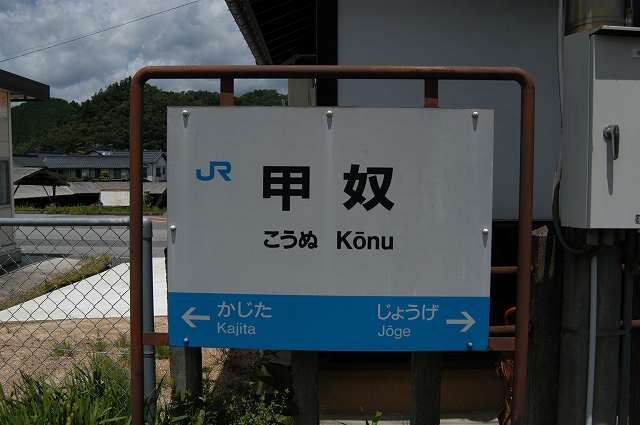 JR
甲奴
こうぬ Kōnu
← かじた
Kajita
じょうげ →
Jōge